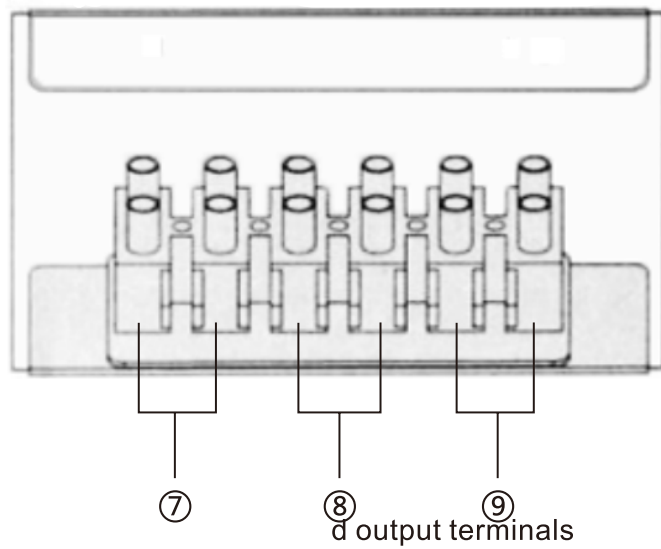 ⑦ ⑧ ⑨
d output terminals